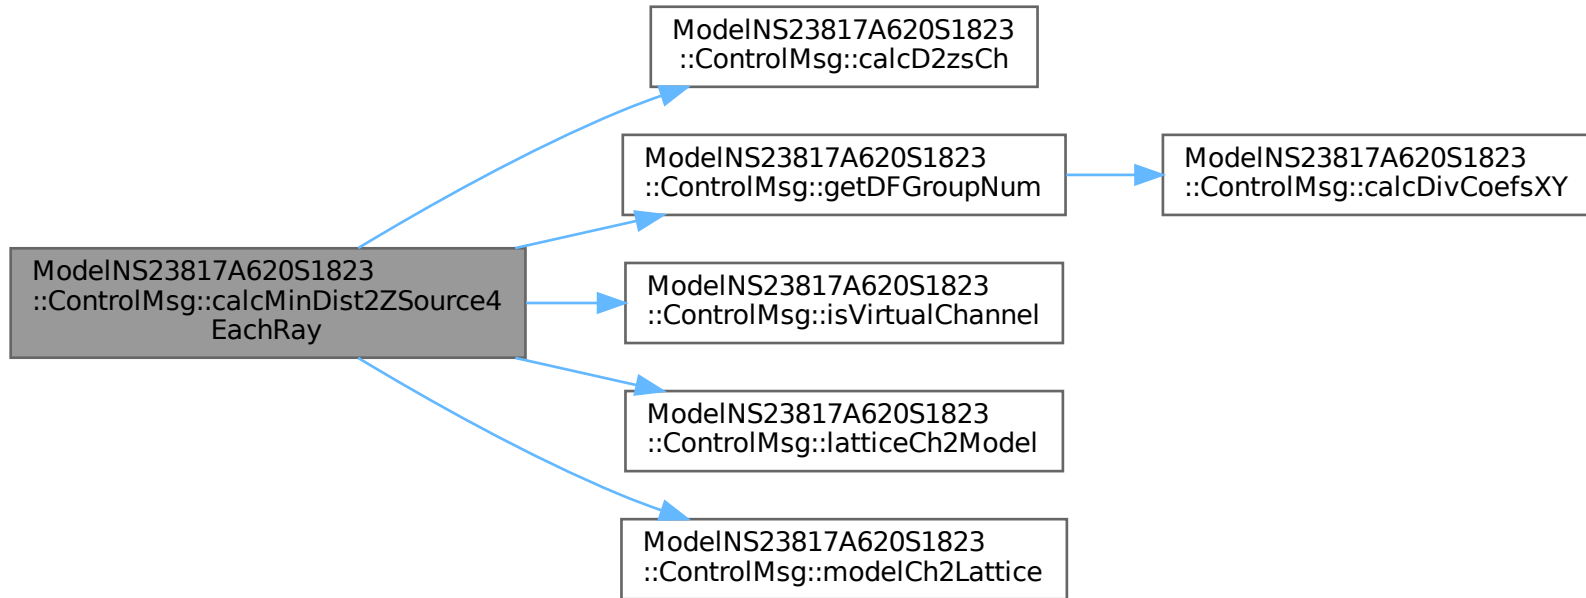 ModelNS23817A620S1823
::ControlMsg::calcMinDist2ZSource4
EachRay
ModelNS23817A620S1823
::ControlMsg::calcD2zsCh
ModelNS23817A620S1823
::ControlMsg::getDFGroupNum
ModelNS23817A620S1823
::ControlMsg::calcDivCoefsXY
ModelNS23817A620S1823
::ControlMsg::isVirtualChannel
ModelNS23817A620S1823
::ControlMsg::latticeCh2Model
ModelNS23817A620S1823
::ControlMsg::modelCh2Lattice